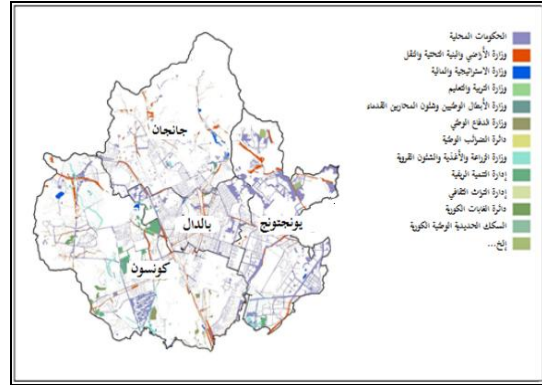 الحكومات المحلية
وزارة الأراضي والبنية التحتية والنقل
وزارة الاستراتيجية والمالية
وزارة التربية والتعليم
وزارة الأبطال الوطنيين وشئون المحاربين القدماء
وزارة الدفاع الوطني
دائرة الضرائب الوطنية
وزارة الزراعة والأغذية والشئون القروية
إدارة التنمية الريفية
إدارة التراث الثقافي
دائرة الغابات الكورية
السكك الحديدية الوطنية الكورية
إلخ...
جانجان
بالدال
يونجتونج
كونسون